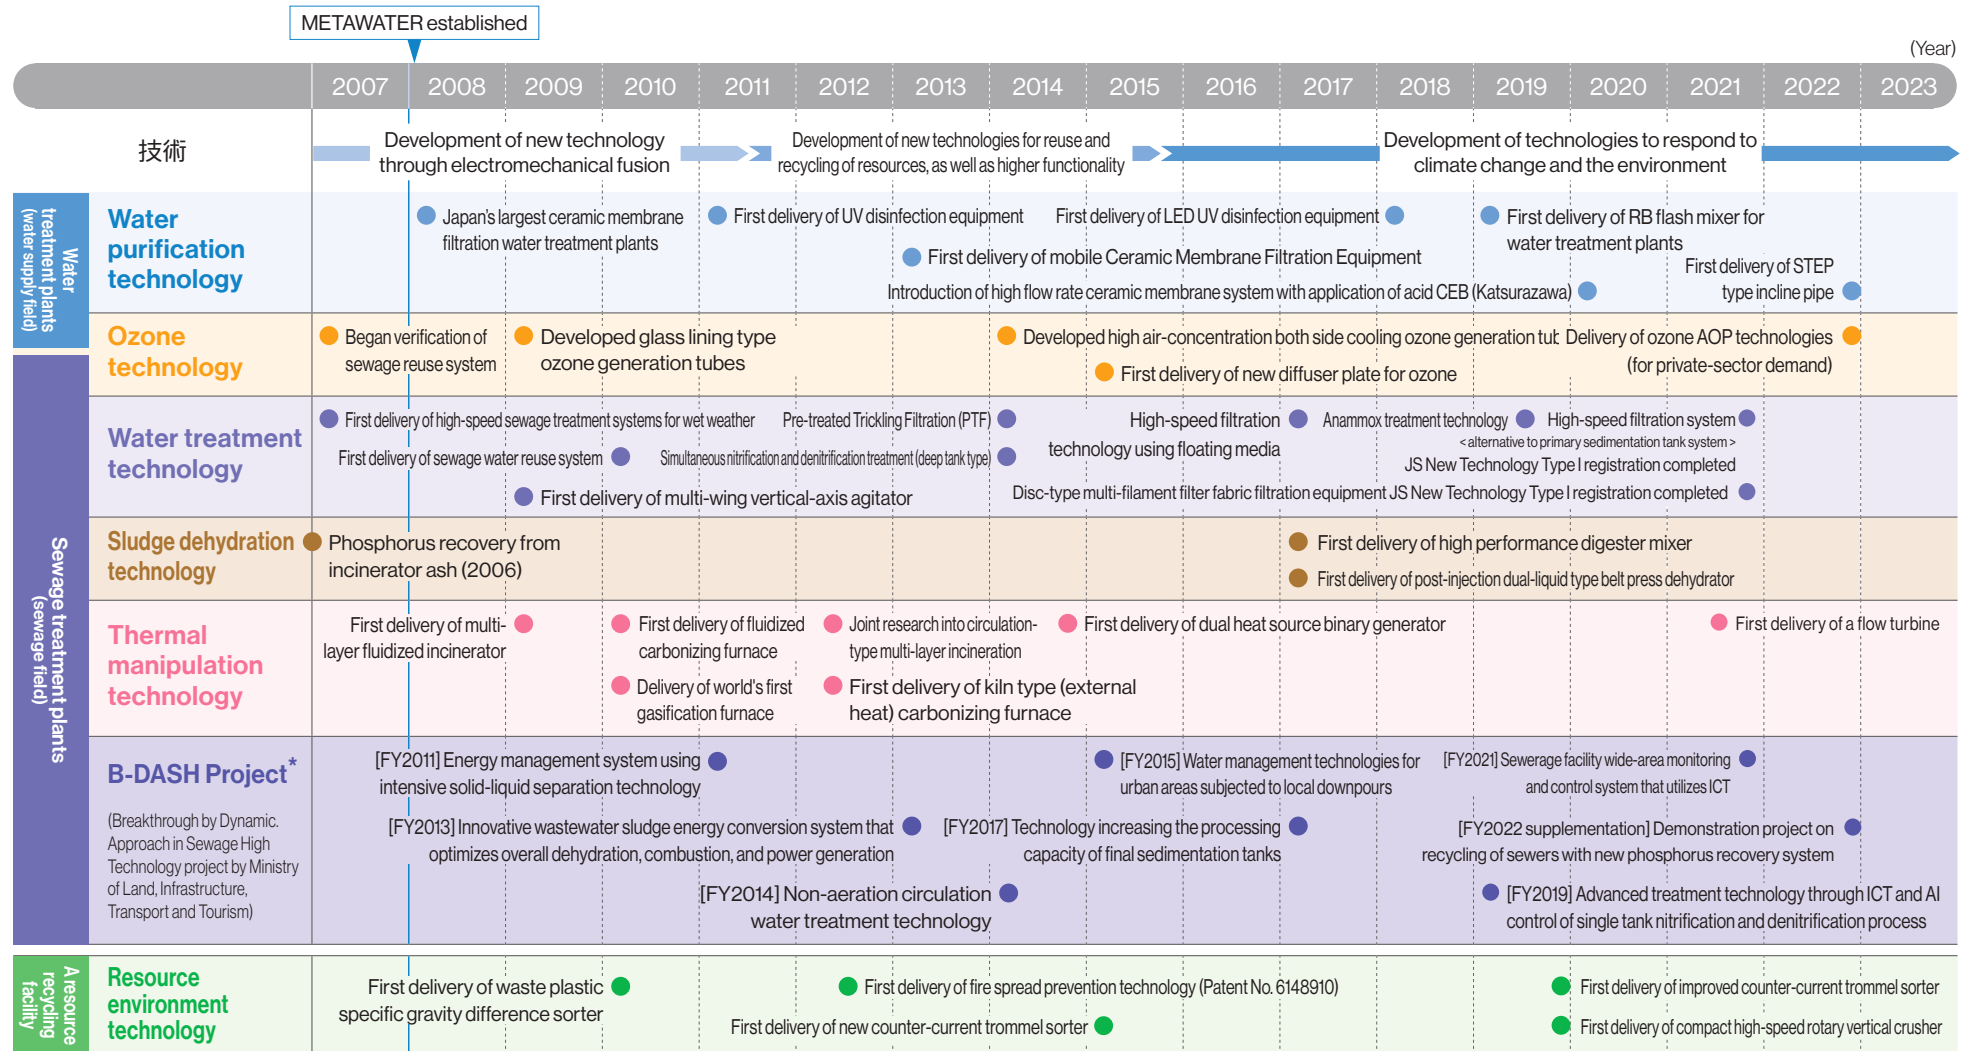 METAWATER established
(Year)
2007 2008 2009 2010 2011 2012 2013 2014 2015 2016 2017 2018 2019 2020 2021 2022 2023
技術
Development of new technology
through electromechanical fusion
Development of new technologies for reuse and
recycling of resources, as well as higher functionality
Development of technologies to respond to
climate change and the environment
Water
treatment plants
(water supply field)
Water
purification
technology
Japan's largest ceramic membrane
filtration water treatment plants
First delivery of UV disinfection equipment
First delivery of LED UV disinfection equipment
First delivery of RB flash mixer for
water treatment plants
First delivery of mobile Ceramic Membrane Filtration Equipment
Introduction of high flow rate ceramic membrane system with application of acid CEB (Katsurazawa)
First delivery of STEP
type incline pipe
Ozone
technology
Began verification of
sewage reuse system
Developed glass lining type
ozone generation tubes
Developed high air-concentration both side cooling ozone generation tub
Delivery of ozone AOP technologies
(for private-sector demand)
First delivery of new diffuser plate for ozone
Sewage treatment plants
(sewage field)
Water treatment
technology
First delivery of high-speed sewage treatment systems for wet weather
Pre-treated Trickling Filtration (PTF)
High-speed filtration
technology using floating media
Anammox treatment technology
High-speed filtration system
< alternative to primary sedimentation tank system >
JS New Technology Type I registration completed
First delivery of sewage water reuse system
Simultaneous nitrification and denitrification treatment (deep tank type)
First delivery of multi-wing vertical-axis agitator
Disc-type multi-filament filter fabric filtration equipment JS New Technology Type I registration completed
Sludge dehydration
technology
Phosphorus recovery from
incinerator ash (2006)
First delivery of high performance digester mixer
First delivery of post-injection dual-liquid type belt press dehydrator
Thermal
manipulation
technology
First delivery of multi-
layer fluidized incinerator
First delivery of fluidized
carbonizing furnace
Joint research into circulation-
type multi-layer incineration
First delivery of dual heat source binary generator
First delivery of a flow turbine
Delivery of world's first
gasification furnace
First delivery of kiln type (external
heat) carbonizing furnace
B-DASH Project*
(Breakthrough by Dynamic.
Approach in Sewage High
Technology project by Ministry
of Land, Infrastructure,
Transport and Tourism)
[FY2011] Energy management system using
intensive solid-liquid separation technology
[FY2015] Water management technologies for
urban areas subjected to local downpours
[FY2021] Sewerage facility wide-area monitoring
and control system that utilizes ICT
[FY2013] Innovative wastewater sludge energy conversion system that
optimizes overall dehydration, combustion, and power generation
[FY2017] Technology increasing the processing
capacity of final sedimentation tanks
[FY2022 supplementation] Demonstration project on
recycling of sewers with new phosphorus recovery system
[FY2014] Non-aeration circulation
water treatment technology
[FY2019] Advanced treatment technology through ICT and AI
control of single tank nitrification and denitrification process
A resource
recycling
facility
Resource
environment
technology
First delivery of waste plastic
specific gravity difference sorter
First delivery of fire spread prevention technology (Patent No. 6148910)
First delivery of improved counter-current trommel sorter
First delivery of new counter-current trommel sorter
First delivery of compact high-speed rotary vertical crusher